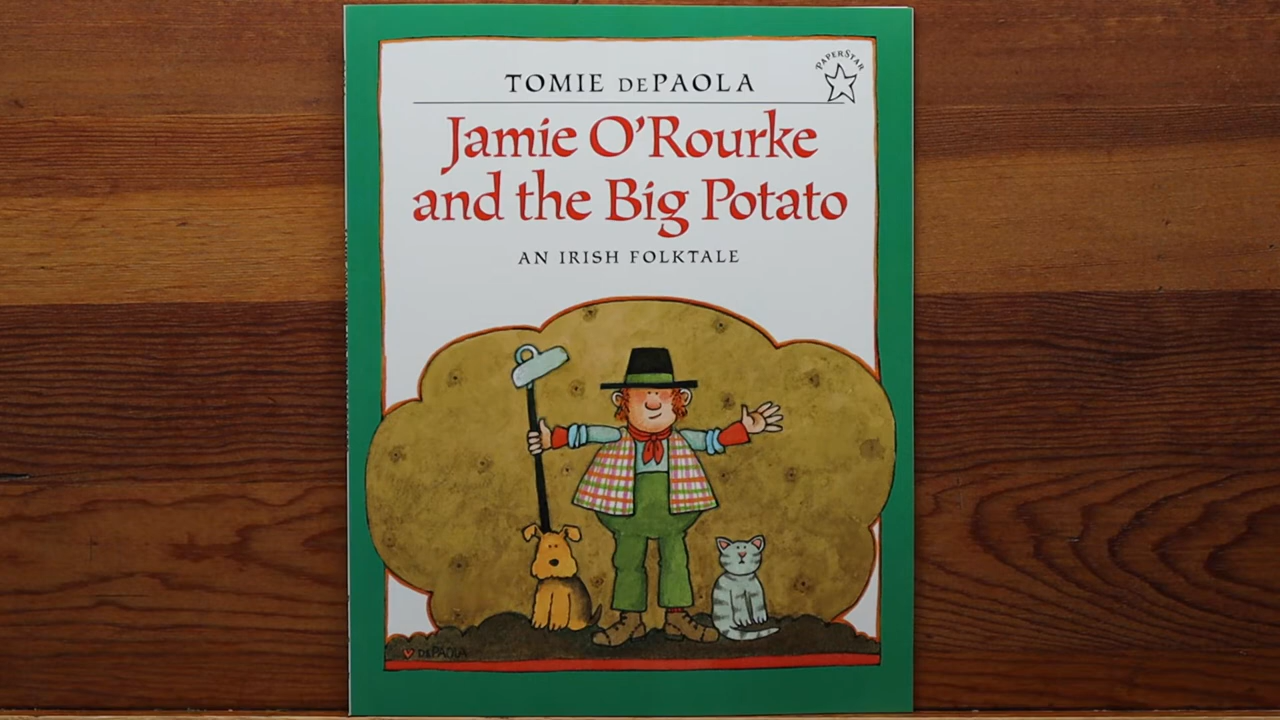 PAPERSTAR
TOMIE DEPAOLA
Jamie O'Rourke
and the Big Potato
AN IRISH FOLKTALE
DEPAOLA